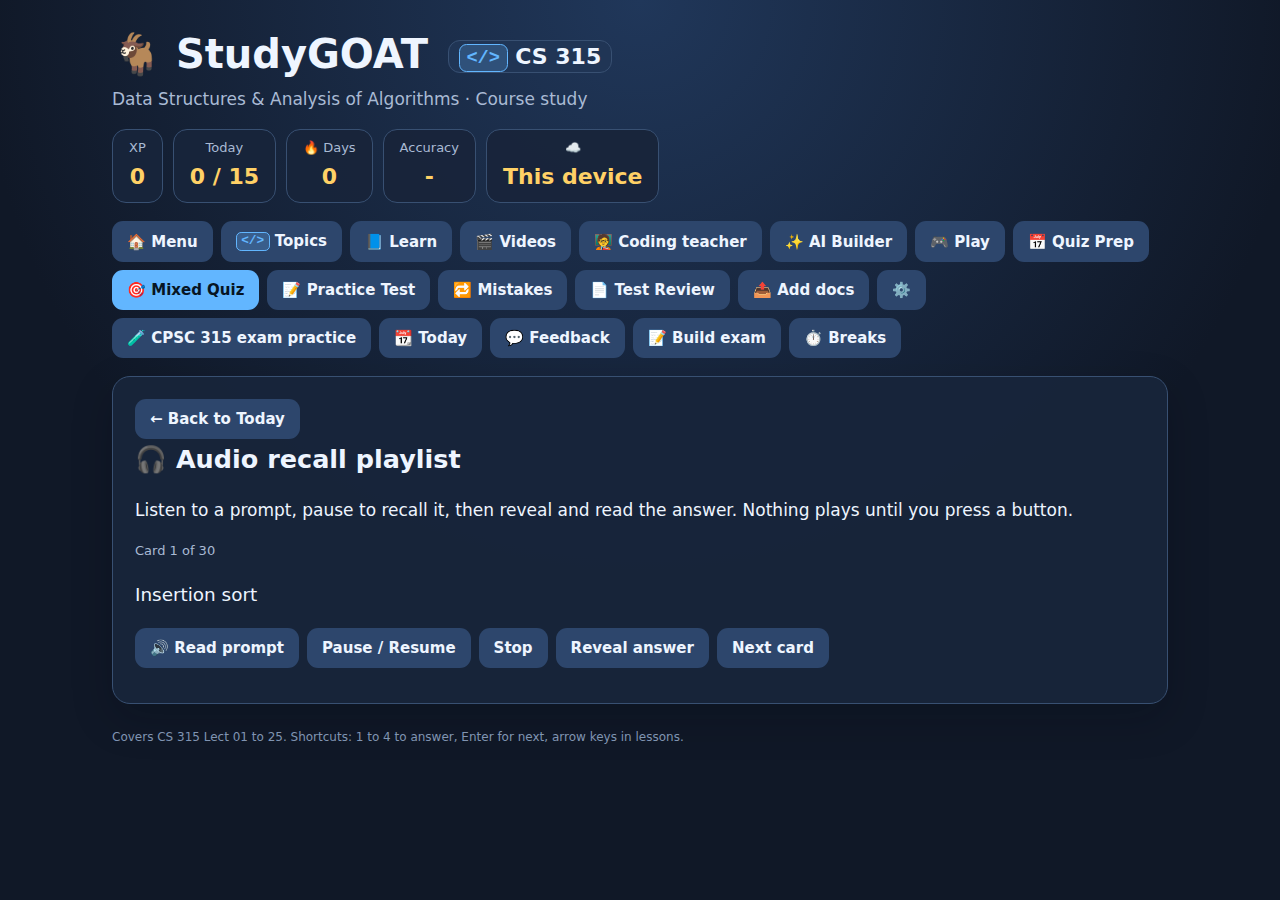 🐐 StudyGOAT </> CS 315
Data Structures & Analysis of Algorithms · Course study
XP
0
Today
0 / 15
🔥 Days
0
Accuracy
-
☁️
This device
🏠 Menu
</> Topics
📘 Learn
🎬 Videos
🧑‍🏫 Coding teacher
✨ AI Builder
🎮 Play
📅 Quiz Prep
🎯 Mixed Quiz
📝 Practice Test
🔁 Mistakes
📄 Test Review
📤 Add docs
⚙️
🧪 CPSC 315 exam practice
📆 Today
💬 Feedback
📝 Build exam
⏱️ Breaks
← Back to Today
🎧 Audio recall playlist
Listen to a prompt, pause to recall it, then reveal and read the answer. Nothing plays until you press a button.
Card 1 of 30
Insertion sort
🔊 Read prompt
Pause / Resume
Stop
Reveal answer
Next card
Covers CS 315 Lect 01 to 25. Shortcuts: 1 to 4 to answer, Enter for next, arrow keys in lessons.